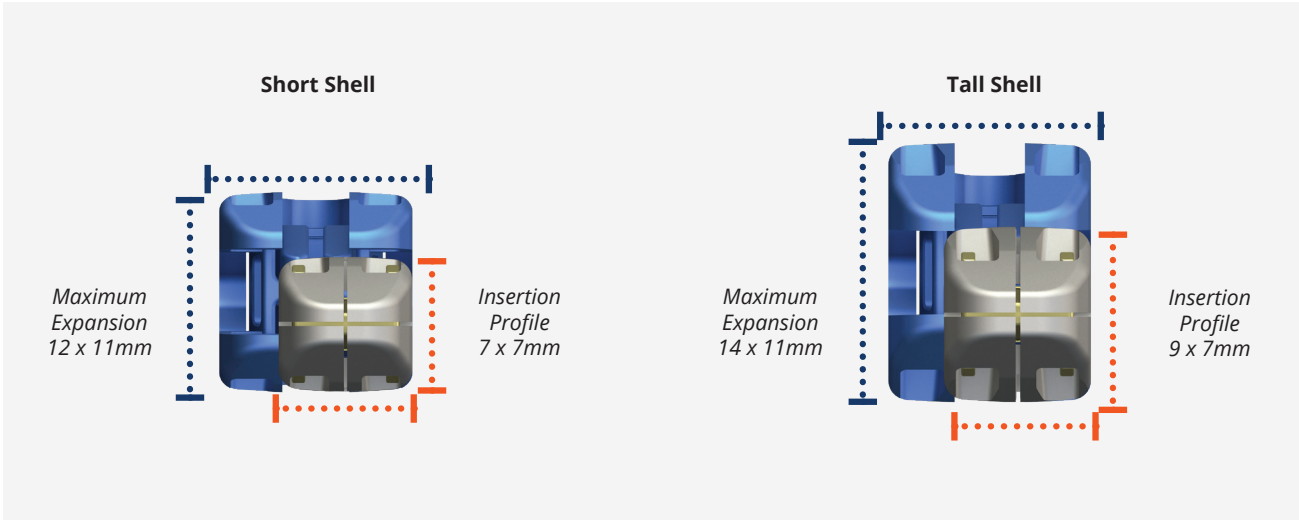 Short Shell
Maximum
Expansion
12 x 11mm
Insertion
Profile
7 x 7mm
Tall Shell
Maximum
Expansion
14 x 11mm
Insertion
Profile
9 x 7mm